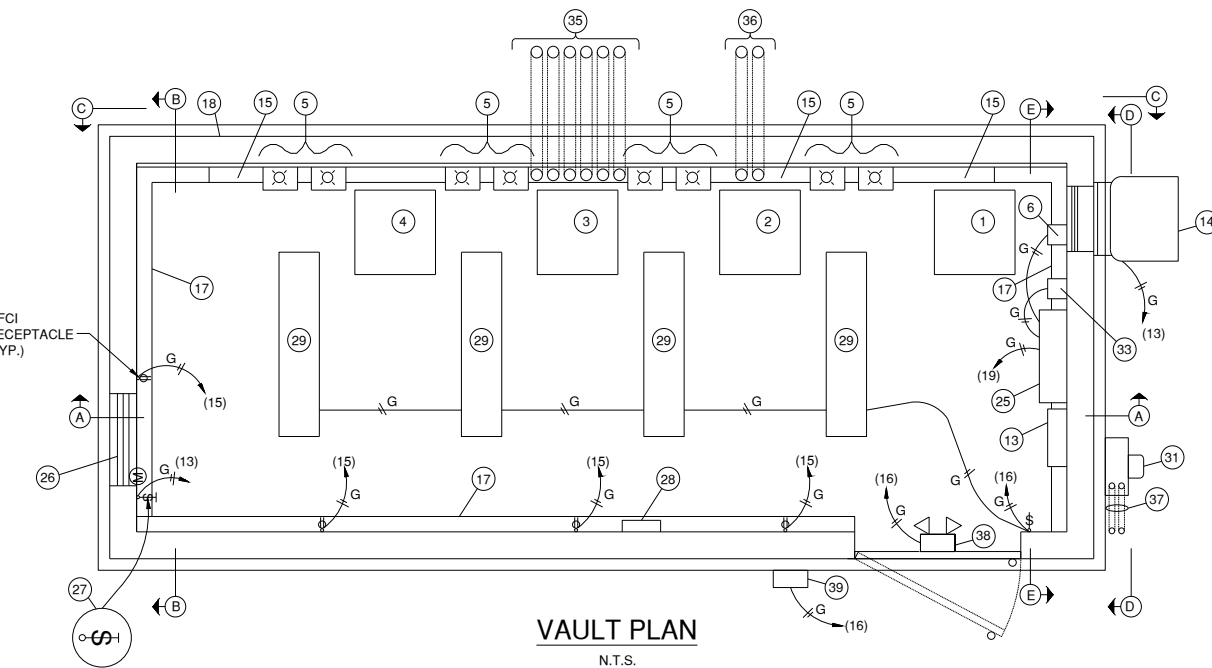 35
36
C
B
18
15
5
5
5
15
5
E
15
C
D
4
3
2
1
6
14
17
G
17
29
29
29
29
G
33
G
(13)
FCI
ECEPTACLE
YP.)
G
(15)
G
(19)
25
A
G
G
G
A
13
26
M
G
(13)
(15)
(15)
(15)
31
S
G
G
28
17
G
(16)
G
38
G
(16)
S
37
27
S
B
39
G
(16)
E
D
VAULT PLAN
N.T.S.